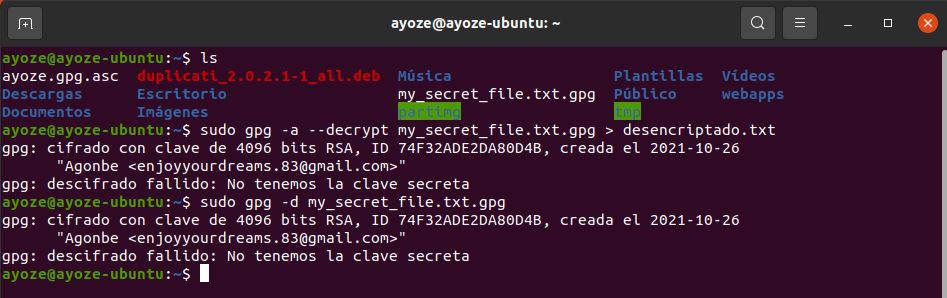 ayoze@ayoze-ubuntu: ~
ayoze@ayoze-ubuntu:~$ ls
ayoze.gpg.asc duplicati_2.0.2.1-1_all.deb Música Plantillas Vídeos
Descargas Escritorio my_secret_file.txt.gpg Público webapps
Documentos Imágenes partimg tmp
ayoze@ayoze-ubuntu:~$ sudo gpg -a --decrypt my_secret_file.txt.gpg > desencriptado.txt
gpg: cifrado con clave de 4096 bits RSA, ID 74F32ADE2DA80D4B, creada el 2021-10-26
"Agonbe <enjoyyourdreams.83@gmail.com>"
gpg: descifrado fallido: No tenemos la clave secreta
ayoze@ayoze-ubuntu:~$ sudo gpg -d my_secret_file.txt.gpg
gpg: cifrado con clave de 4096 bits RSA, ID 74F32ADE2DA80D4B, creada el 2021-10-26
"Agonbe <enjoyyourdreams.83@gmail.com>"
gpg: descifrado fallido: No tenemos la clave secreta
ayoze@ayoze-ubuntu:~$